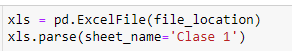 xls = pd.ExcelFile(file_location)
xls.parse(sheet_name='Clase 1')